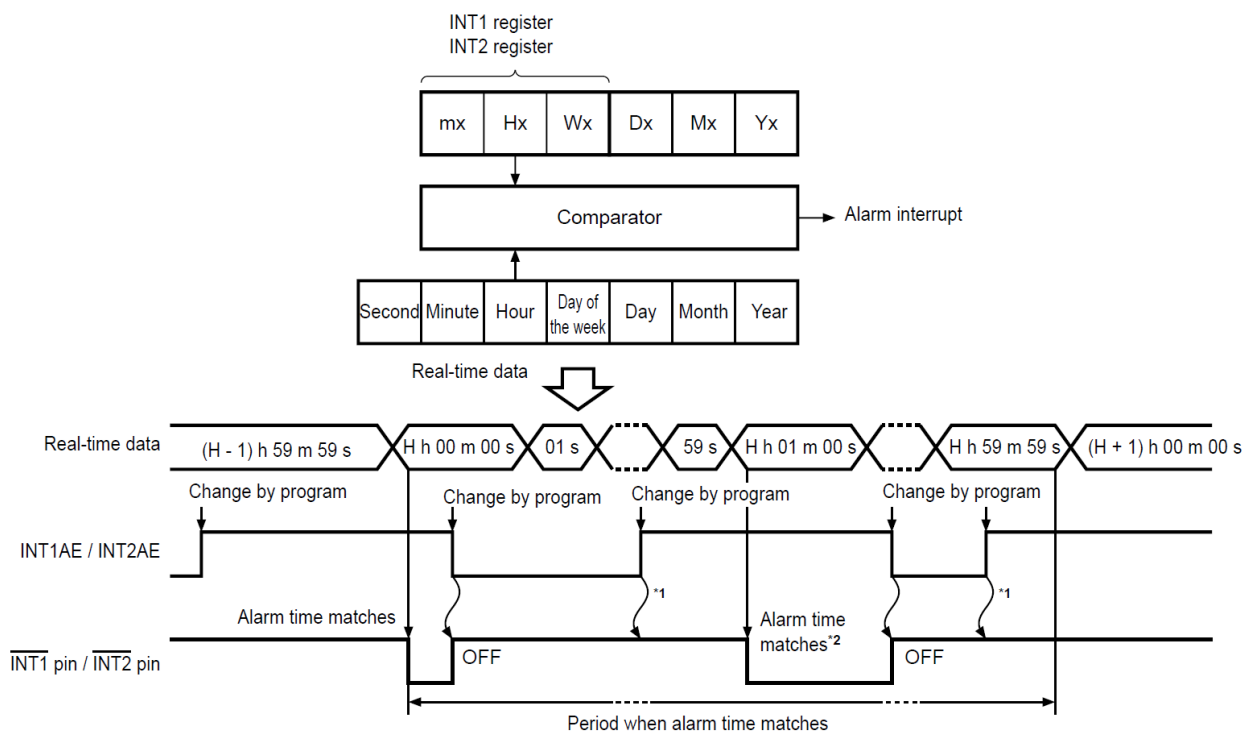 INT1 register
INT2 register
mx Hx Wx Dx Mx Yx
Comparator
Alarm interrupt
Second Minute Hour Day of the week Day Month Year
Real-time data
Real-time data
(H - 1) h 59 m 59 s
H h 00 m 00 s
01 s
59 s
H h 01 m 00 s
H h 59 m 59 s
(H + 1) h 00 m 00 s
Change by program
Change by program
Change by program
Change by program
INT1AE / INT2AE
*1
*1
Alarm time matches
Alarm time
matches*2
INT1 pin / INT2 pin
OFF
OFF
Period when alarm time matches